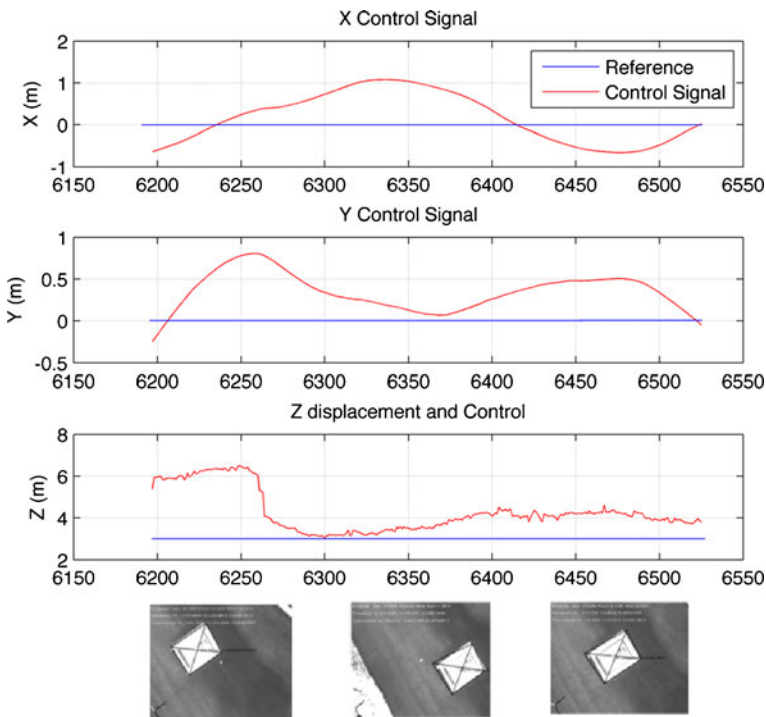 X Control Signal
2
1
0
-1
X (m)
Reference
Control Signal
6150 6200 6250 6300 6350 6400 6450 6500 6550
Y Control Signal
1
0.5
0
-0.5
Y (m)
6150 6200 6250 6300 6350 6400 6450 6500 6550
Z displacement and Control
8
6
4
2
Z (m)
6150 6200 6250 6300 6350 6400 6450 6500 6550